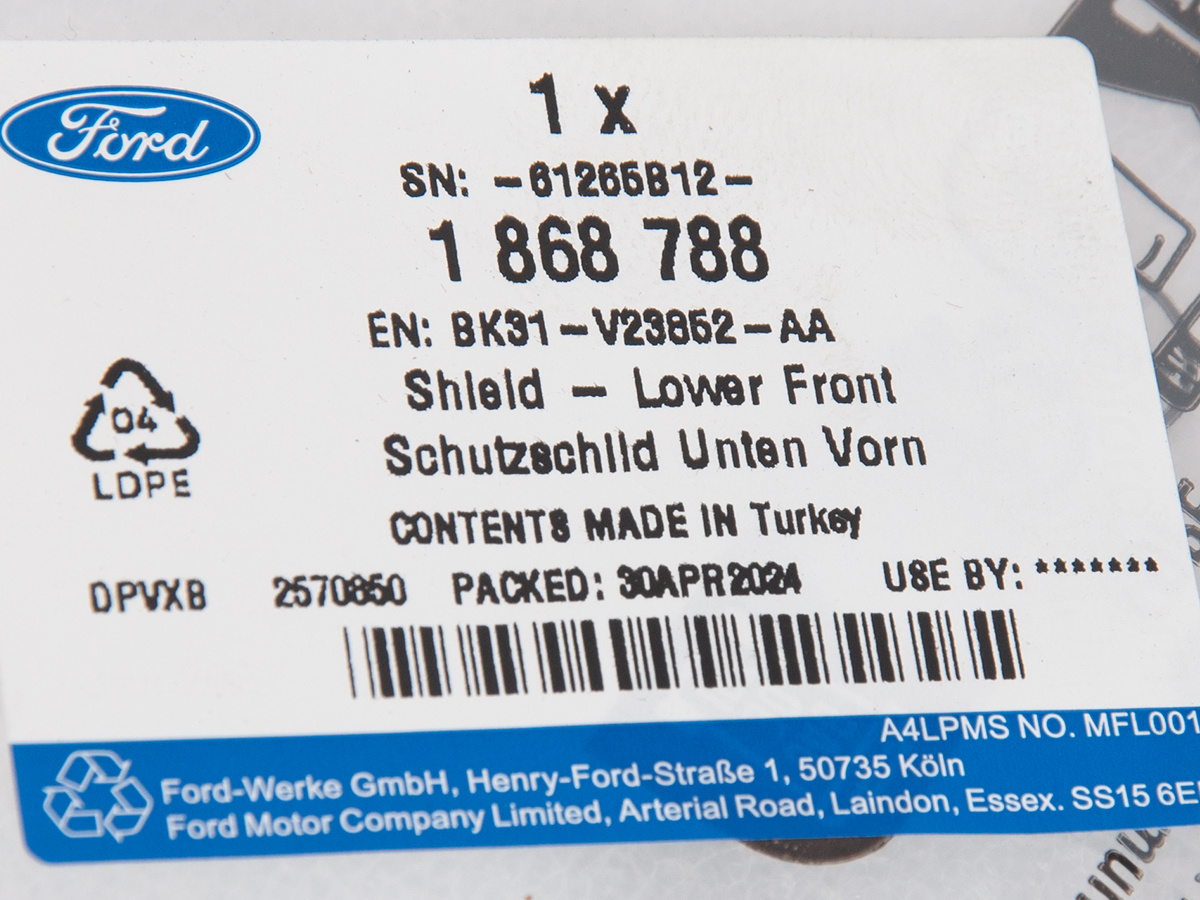 Ford
1 x
SN: -61265B12-
1 868 788
EN: BK31-V23852-AA
Shield - Lower Front
Schutzschild Unten Vorn
04
LDPE
CONTENTS MADE IN Turkey
DPVXB 2570850 PACKED: 30APR2024 USE BY: *******
A4LPMS NO. MFL001
Ford-Werke GmbH, Henry-Ford-Straße 1, 50735 Köln
Ford Motor Company Limited, Arterial Road, Laindon, Essex. SS15 6E